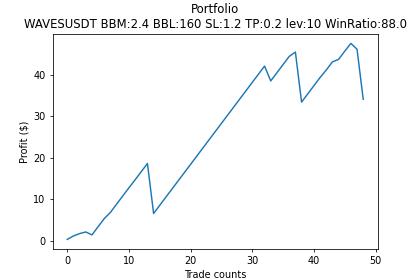 Portfolio
WAVESUSDT BBM:2.4 BBL:160 SL:1.2 TP:0.2 lev:10 WinRatio:88.0
Profit ($)
40
30
20
10
0
0 10 20 30 40 50
Trade counts